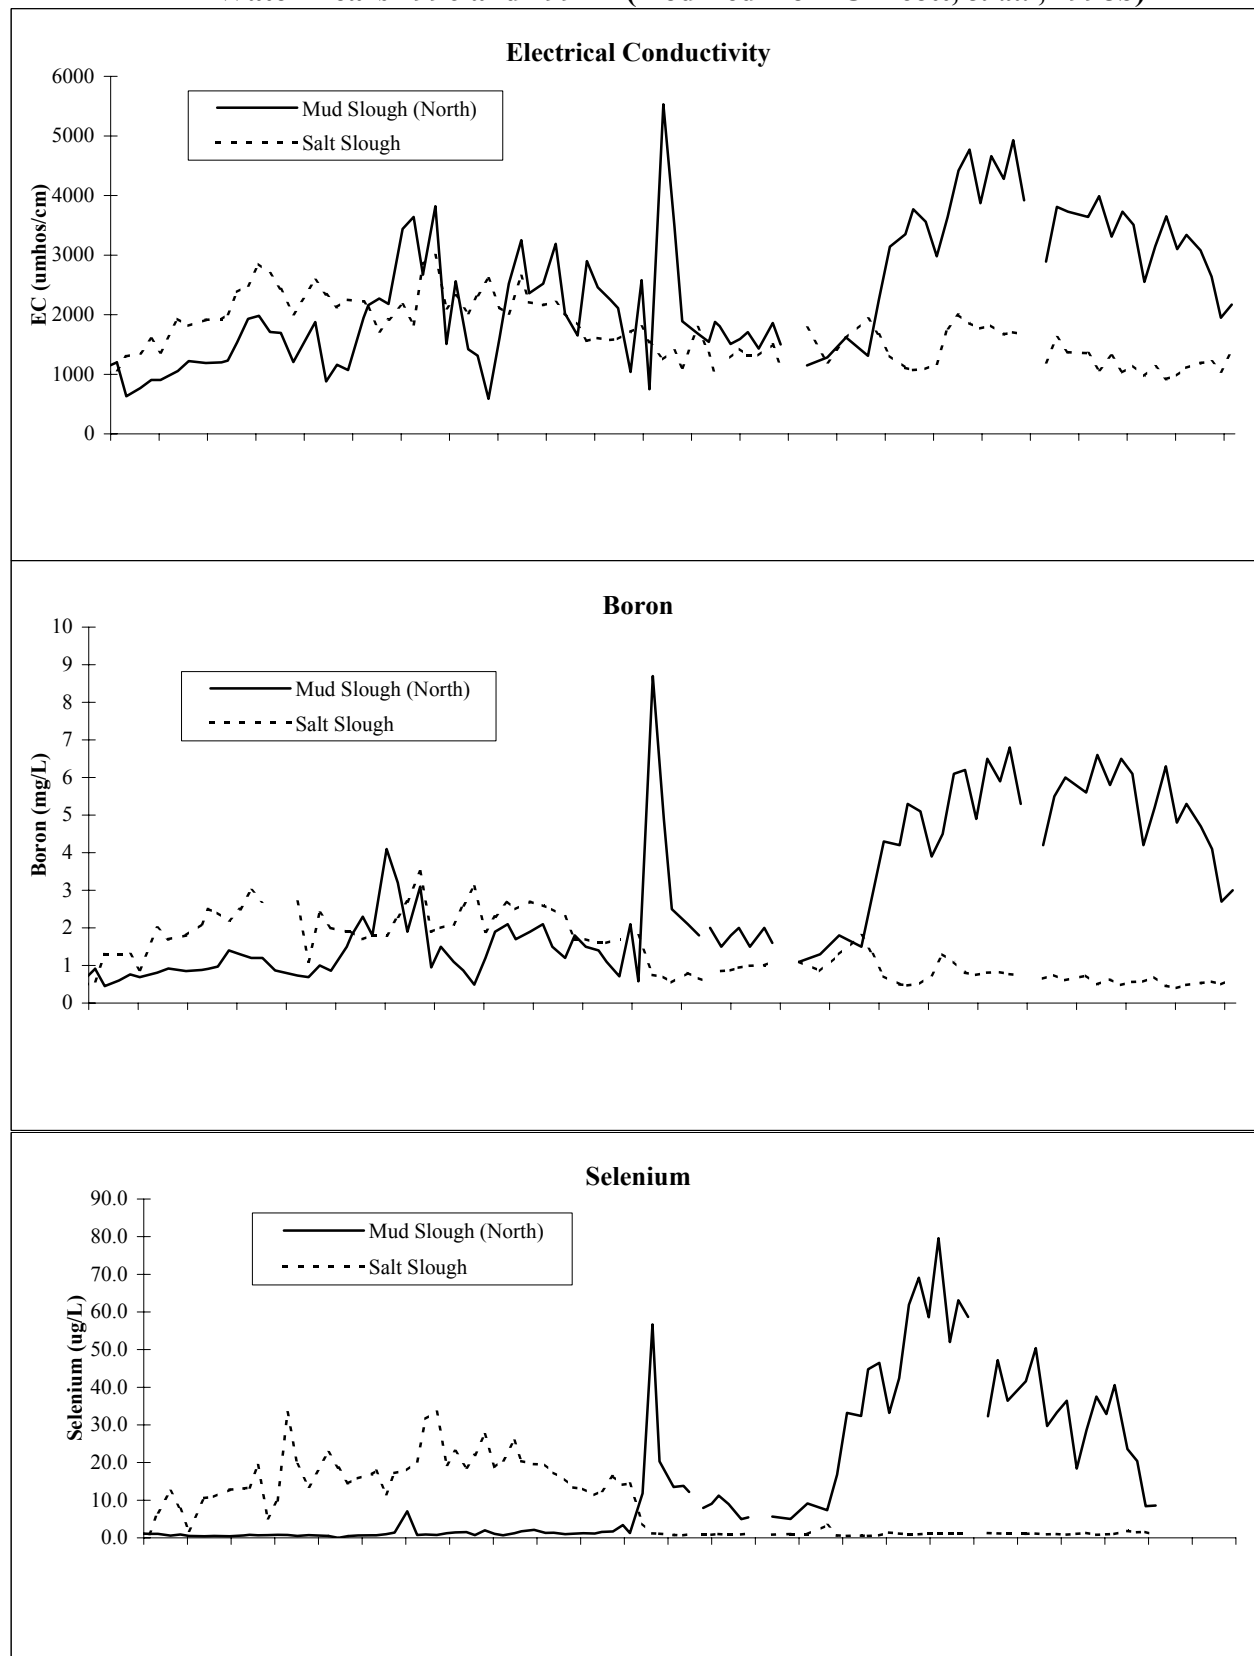 Electrical Conductivity
6000
5000
4000
3000
2000
1000
0
EC (umhos/cm)
Mud Slough (North)
Salt Slough
Boron
10
9
8
7
6
5
4
3
2
1
0
Boron (mg/L)
Mud Slough (North)
Salt Slough
Selenium
90.0
80.0
70.0
60.0
50.0
40.0
30.0
20.0
10.0
0.0
Selenium (ug/L)
Mud Slough (North)
Salt Slough